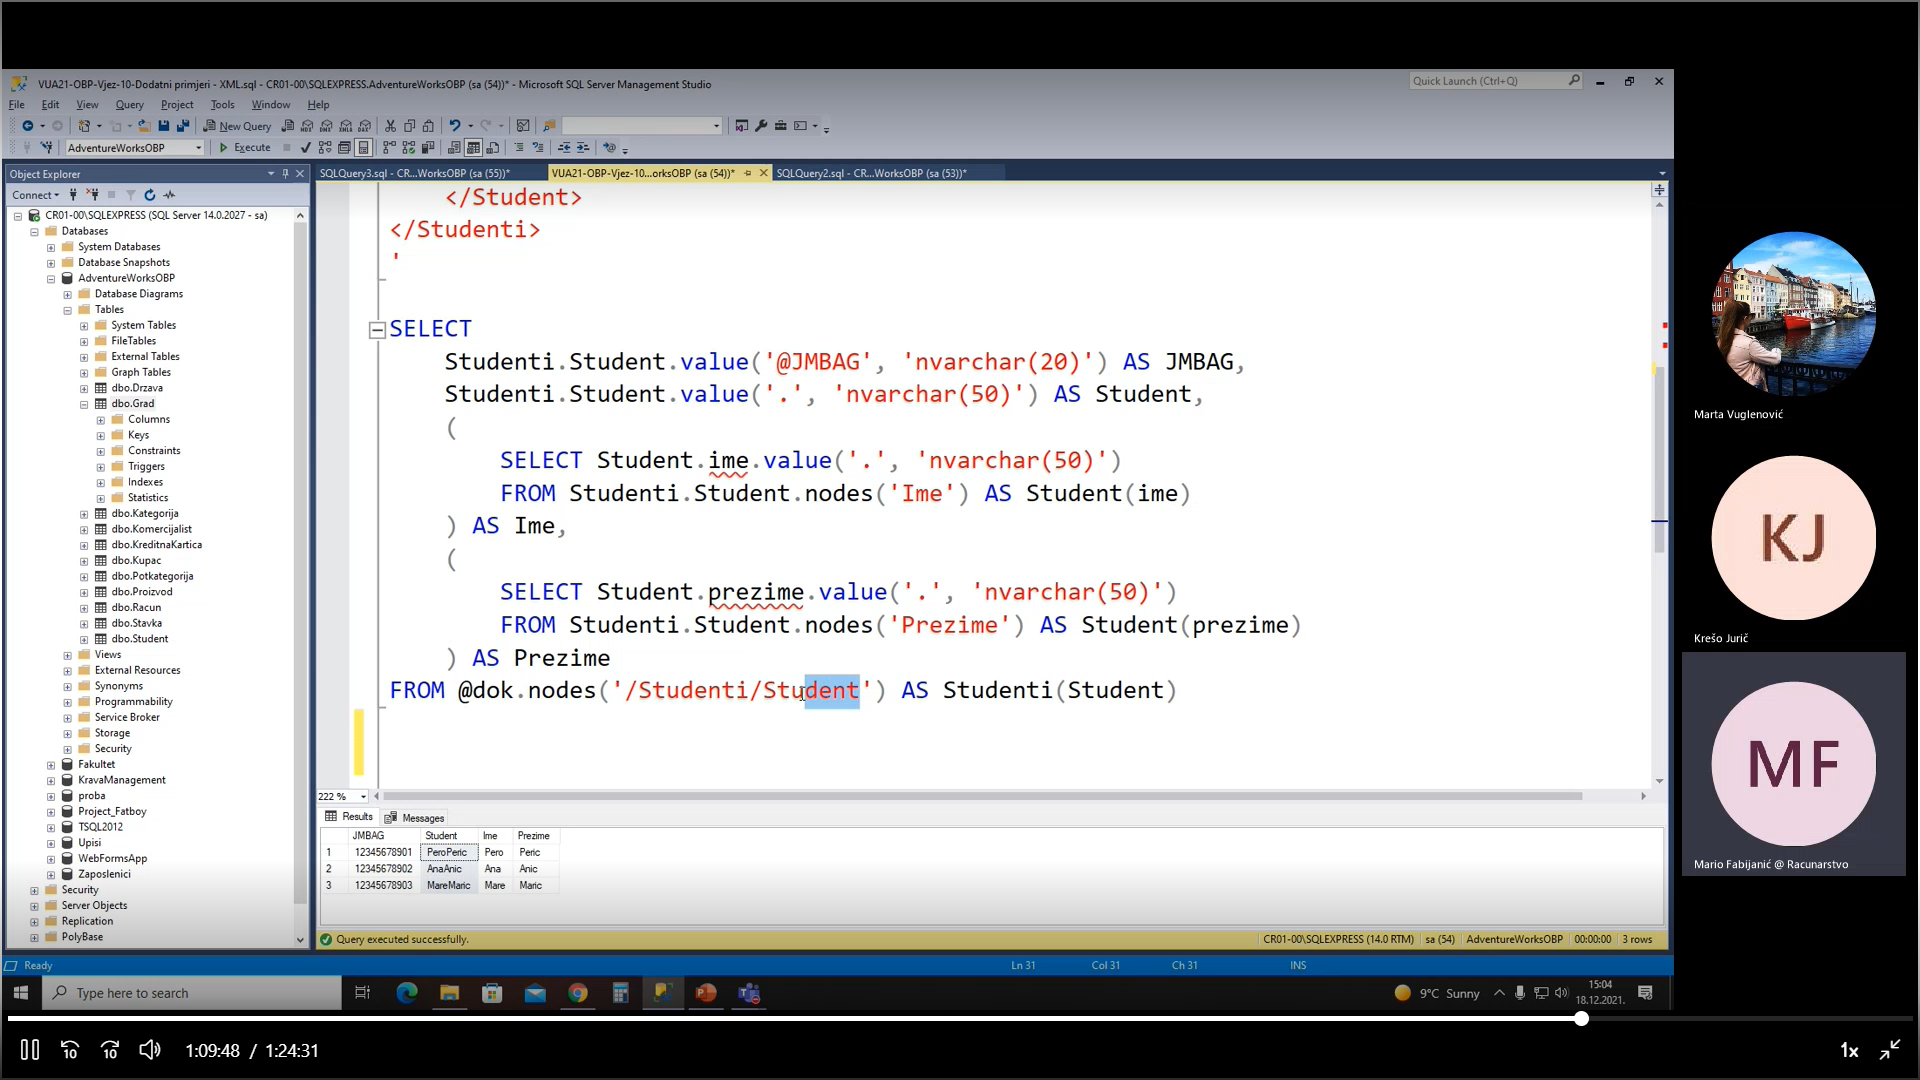 VUA21-OBP-Vjez-10-Dodatni primjeri - XML.sql - CR01-00\SQLEXPRESS.AdventureWorksOBP (sa (54))* - Microsoft SQL Server Management Studio
Quick Launch (Ctrl+Q)
File Edit View Query Project Tools Window Help
New Query
AdventureWorksOBP
Execute
Object Explorer
SQLQuery3.sql - CR...WorksOBP (sa (55))*
VUA21-OBP-Vjez-10...orksOBP (sa (54))*
SQLQuery2.sql - CR...WorksOBP (sa (53))*
Connect
CR01-00\SQLEXPRESS (SQL Server 14.0.2027 - sa)
Databases
System Databases
Database Snapshots
AdventureWorksOBP
Database Diagrams
Tables
System Tables
FileTables
External Tables
Graph Tables
dbo.Drzava
dbo.Grad
Columns
Keys
Constraints
Triggers
Indexes
Statistics
dbo.Kategorija
dbo.Komercijalist
dbo.KreditnaKartica
dbo.Kupac
dbo.Potkategorija
dbo.Proizvod
dbo.Racun
dbo.Stavka
dbo.Student
Views
External Resources
Synonyms
Programmability
Service Broker
Storage
Security
Fakultet
KravaManagement
proba
Project_Fatboy
TSQL2012
Upisi
WebFormsApp
Zaposlenici
Security
Server Objects
Replication
PolyBase
</Student>
</Studenti>
'
SELECT
Studenti.Student.value('@JMBAG', 'nvarchar(20)') AS JMBAG,
Studenti.Student.value('.', 'nvarchar(50)') AS Student,
(
SELECT Student.ime.value('.', 'nvarchar(50)')
FROM Studenti.Student.nodes('Ime') AS Student(ime)
) AS Ime,
(
SELECT Student.prezime.value('.', 'nvarchar(50)')
FROM Studenti.Student.nodes('Prezime') AS Student(prezime)
) AS Prezime
FROM @dok.nodes('/Studenti/Student') AS Studenti(Student)
222 %
Results Messages
JMBAG Student Ime Prezime
1 12345678901 PeroPeric Pero Peric
2 12345678902 AnaAnic Ana Anic
3 12345678903 MareMaric Mare Maric
Query executed successfully.
CR01-00\SQLEXPRESS (14.0 RTM) sa (54) AdventureWorksOBP 00:00:00 3 rows
Ready
Ln 31 Col 31 Ch 31 INS
Type here to search
9°C Sunny
15:04
18.12.2021.
Marta Vuglenović
KJ
Krešo Jurič
MF
Mario Fabijanić @ Racunarstvo
10
10
1:09:48 / 1:24:31
1x